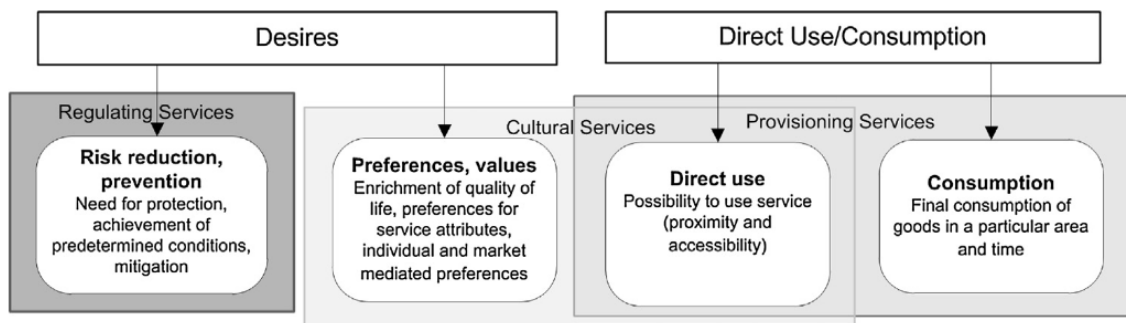 Desires
Direct Use/Consumption
Regulating Services
Cultural Services
Provisioning Services
Risk reduction,
prevention
Need for protection,
achievement of
predetermined conditions,
mitigation
Preferences, values
Enrichment of quality of
life, preferences for
service attributes,
individual and market
mediated preferences
Direct use
Possibility to use service
(proximity and
accessibility)
Consumption
Final consumption of
goods in a particular area
and time